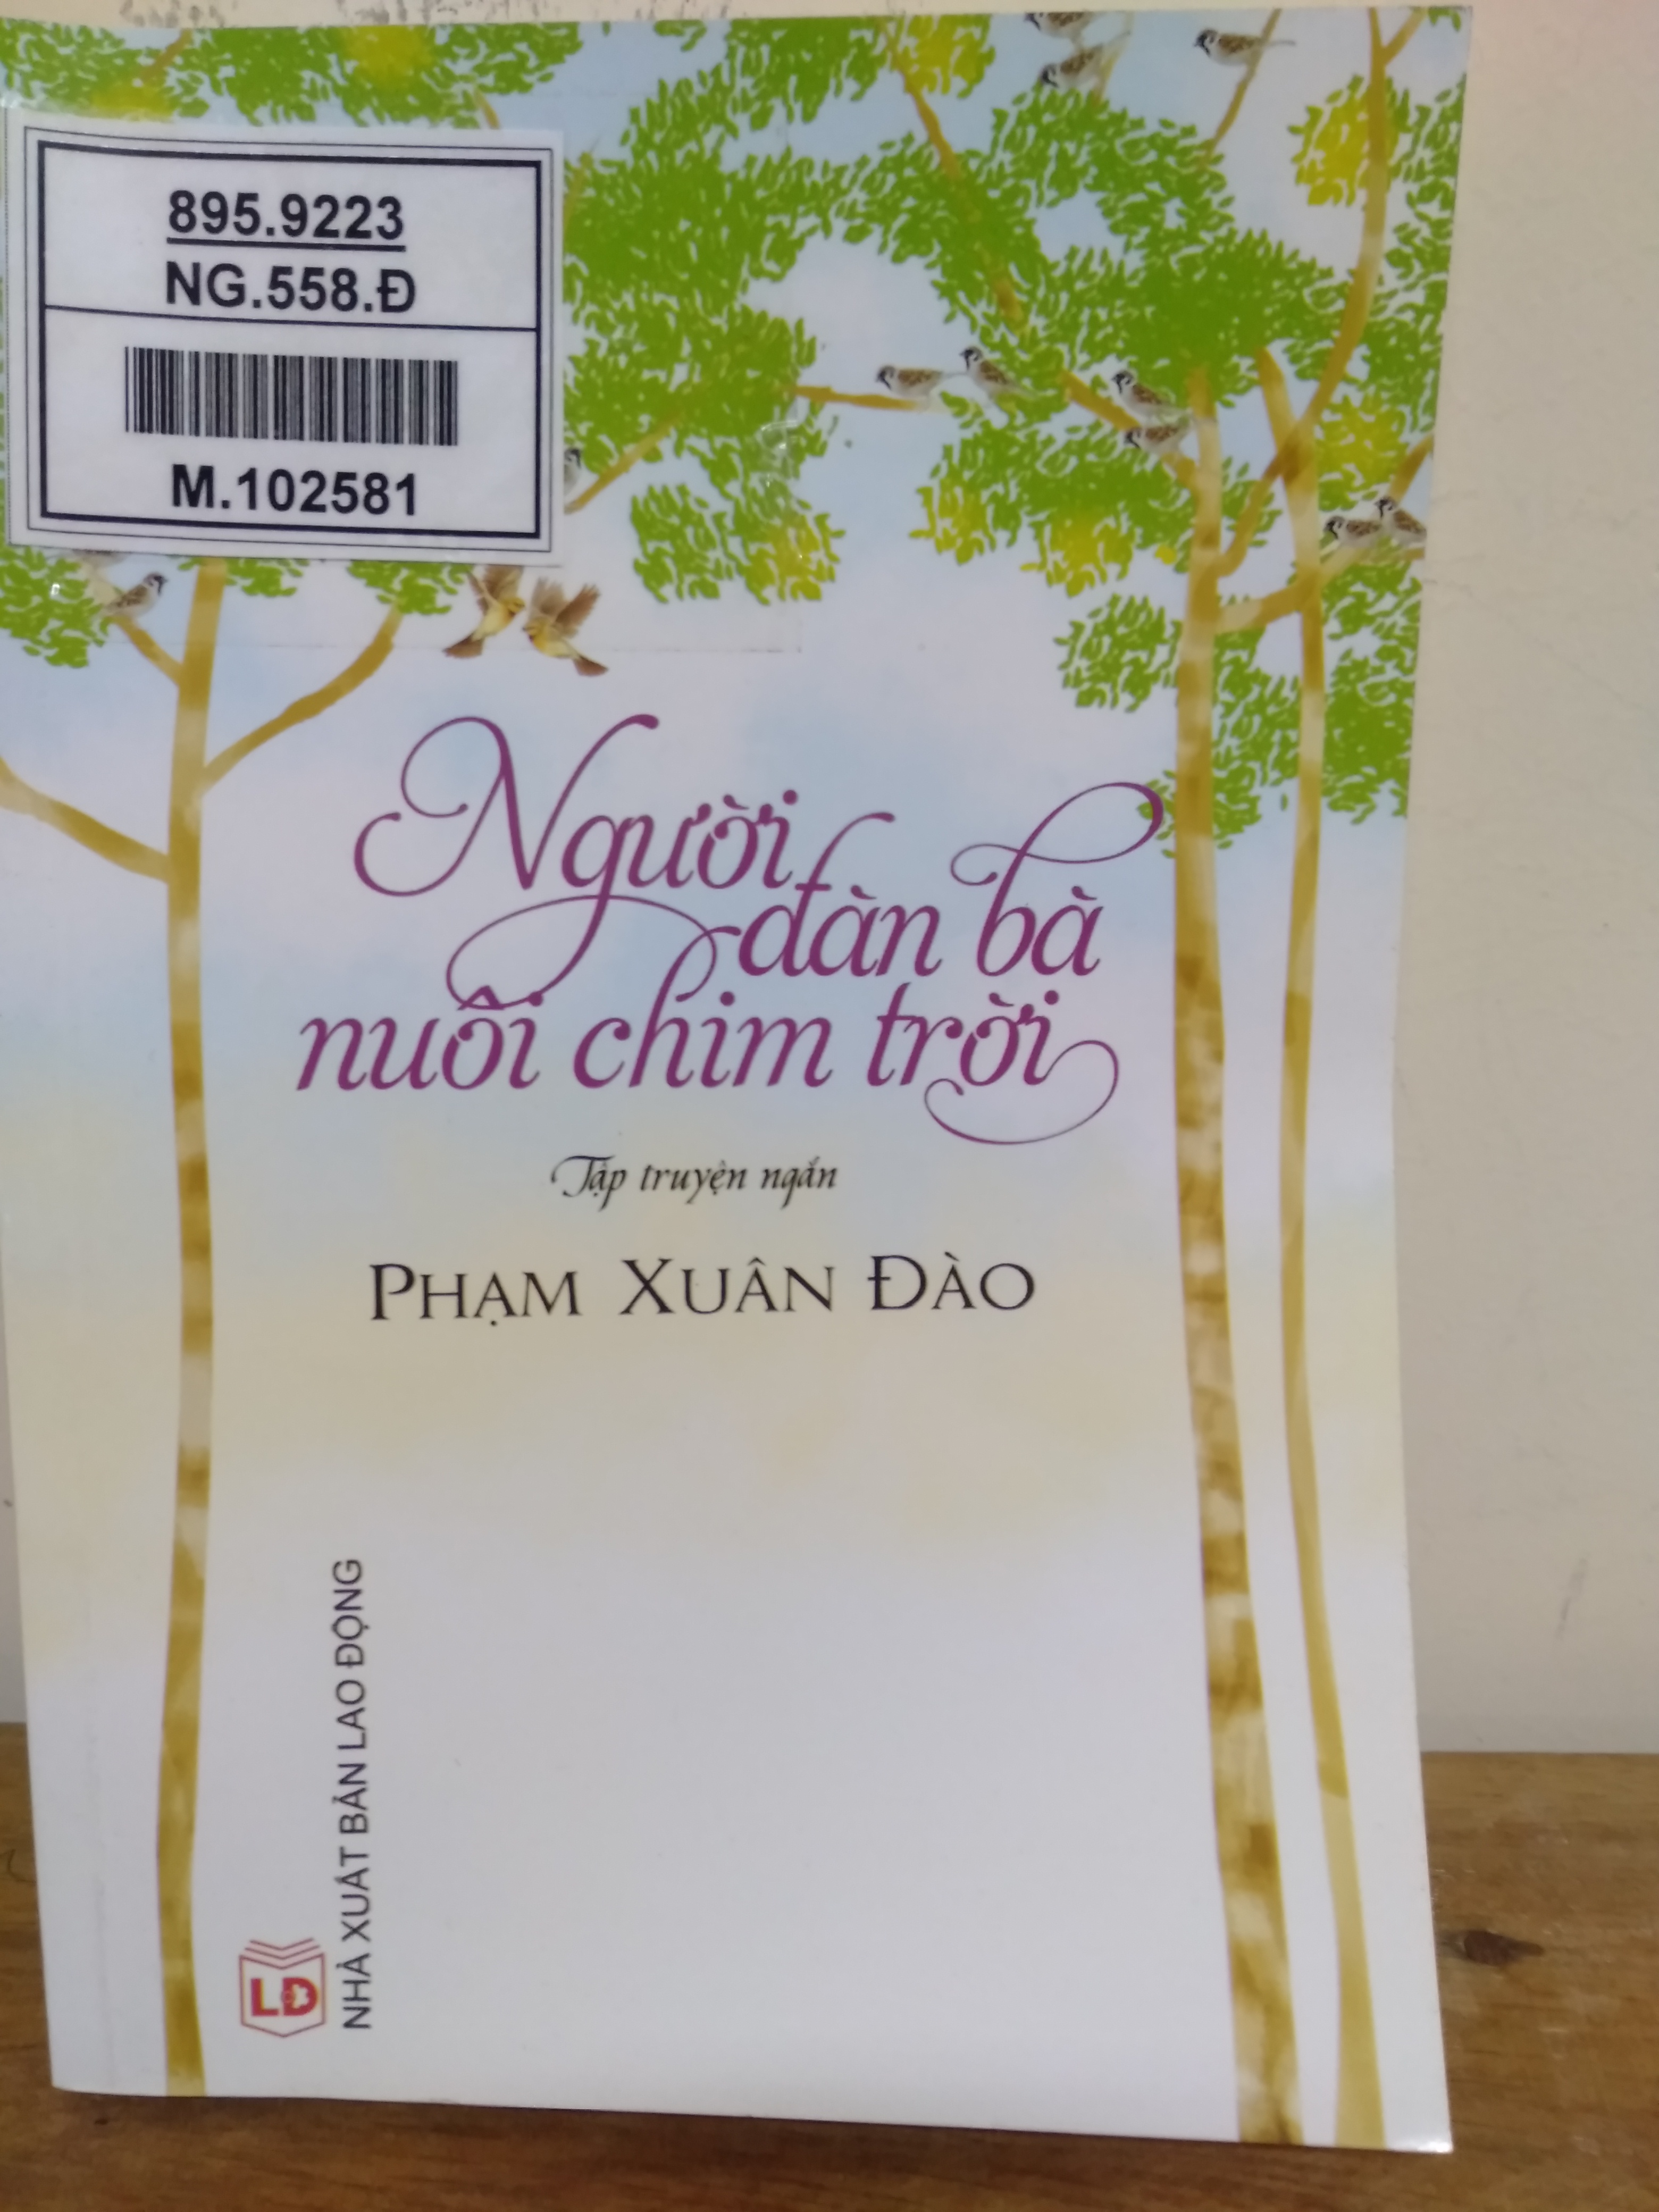 895.9223
NG.558.Đ
M.102581
Người
đàn bà
nuôi chim trời
Tập truyện ngắn
PHẠM XUÂN ĐÀO
NHÀ XUẤT BẢN LAO ĐỘNG
LĐ